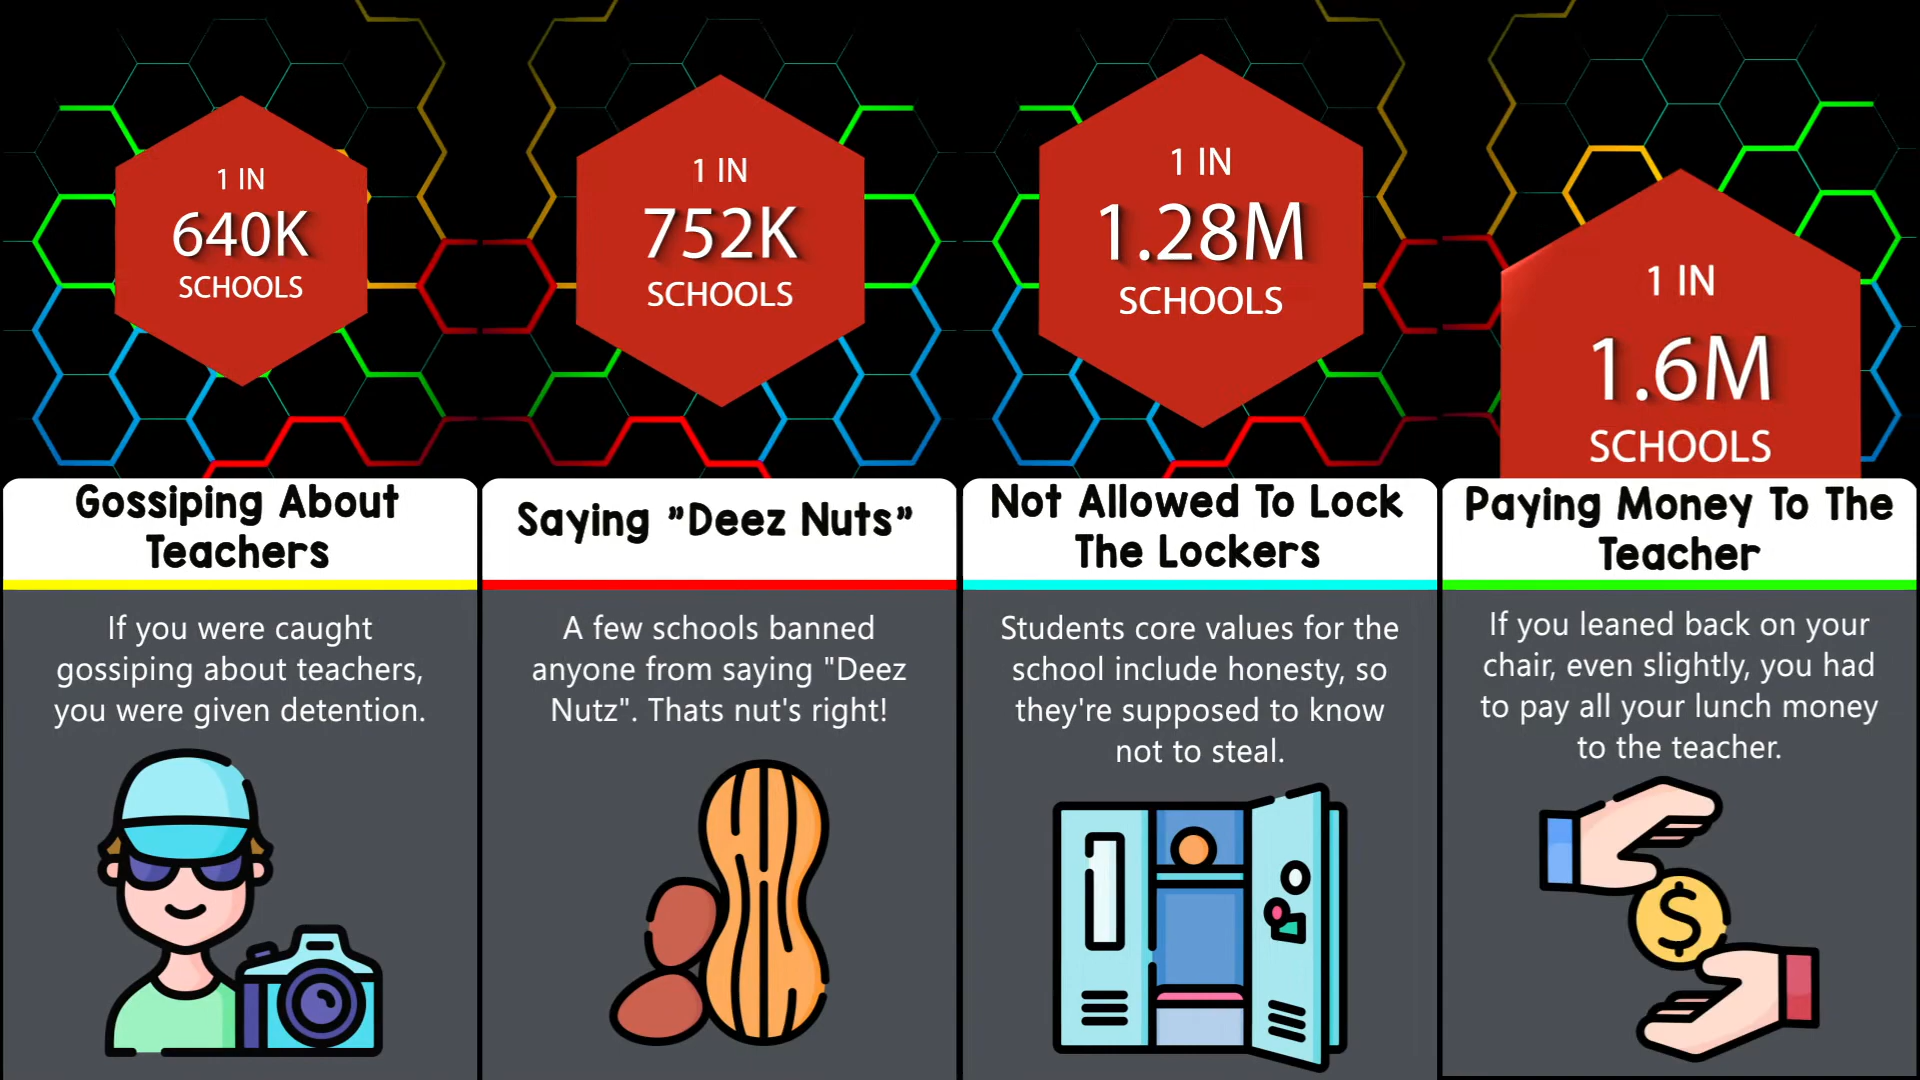 1 IN
640K
SCHOOLS
Gossiping About
Teachers
If you were caught
gossiping about teachers,
you were given detention.
1 IN
752K
SCHOOLS
Saying ”Deez Nuts”
A few schools banned
anyone from saying "Deez
Nutz". Thats nut's right!
1 IN
1.28M
SCHOOLS
Not Allowed To Lock
The Lockers
Students core values for the
school include honesty, so
they're supposed to know
not to steal.
1 IN
1.6M
SCHOOLS
Paying Money To The
Teacher
If you leaned back on your
chair, even slightly, you had
to pay all your lunch money
to the teacher.
$